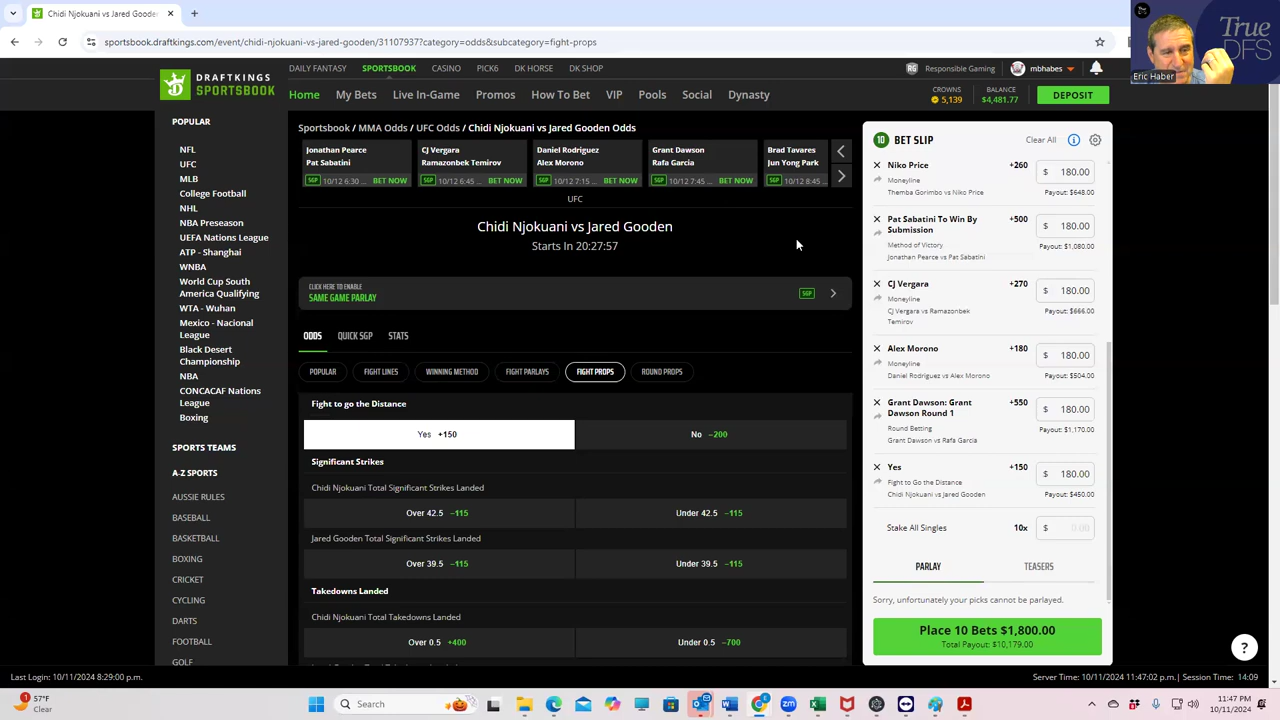 Chidi Njokuani vs Jared Goode
sportsbook.draftkings.com/event/chidi-njokuani-vs-jared-gooden/31107937?category=odds&subcategory=fight-props
True
DFS
Eric Haber
DRAFTKINGS
SPORTSBOOK
DAILY FANTASY
SPORTSBOOK
CASINO
PICK6
DK HORSE
DK SHOP
RG
Responsible Gaming
mbhabes
Home
My Bets
Live In-
Promos
How To Bet
VIP
Pools
Social
Dynasty
CROWNS
5,139
BALANCE
$4,481.77
DEPOSIT
POPULAR
NFL
UFC
MLB
College Football
NHL
NBA Preseason
UEFA Nations League
ATP - Shanghai
WNBA
World Cup South
America Qualifying
WTA - Wuhan
Mexico - Nacional
League
Black Desert
Championship
NBA
CONCACAF Nations
League
Boxing
SPORTS TEAMS
A-Z SPORTS
AUSSIE RULES
BASEBALL
BASKETBALL
BOXING
CRICKET
CYCLING
DARTS
FOOTBALL
GOLF
Sportsbook / MMA Odds / UFC Odds / Chidi Njokuani vs Jared Gooden Odds
Jonathan Pearce
Pat Sabatini
SGP 10/12 6:30 ... BET NOW
CJ Vergara
Ramazonbek Temirov
SGP 10/12 6:45 ... BET NOW
Daniel Rodríguez
Alex Morono
SGP 10/12 7:15 ... BET NOW
Grant Dawson
Rafa Garcia
SGP 10/12 7:45 ... BET NOW
Brad Tavares
Jun Yong Park
SGP 10/12 8:45 ...
UFC
Chidi Njokuani vs Jared Gooden
Starts In 20:27:57
CLICK HERE TO ENABLE
SAME GAME PARLAY
SGP
ODDS
QUICK SGP
STATS
POPULAR
FIGHT LINES
WINNING METHOD
FIGHT PARLAYS
FIGHT PROPS
ROUND PROPS
Fight to go the Distance
Yes +150
No −200
Significant Strikes
Chidi Njokuani Total Significant Strikes Landed
Over 42.5 −115
Under 42.5 −115
Jared Gooden Total Significant Strikes Landed
Over 39.5 −115
Under 39.5 −115
Takedowns Landed
Chidi Njokuani Total Takedowns Landed
Over 0.5 +400
Under 0.5 −700
10 BET SLIP
Clear All
Niko Price +260 $ 180.00
Moneyline
Themba Gorimbo vs Niko Price
Payout: $648.00
Pat Sabatini To Win By
Submission
+500 $ 180.00
Method of Victory
Payout: $1,080.00
Jonathan Pearce vs Pat Sabatini
CJ Vergara +270 $ 180.00
Moneyline
CJ Vergara vs Ramazonbek
Temirov
Payout: $666.00
Alex Morono +180 $ 180.00
Moneyline
Daniel Rodríguez vs Alex Morono
Payout: $504.00
Grant Dawson: Grant
Dawson Round 1
+550 $ 180.00
Round Betting
Payout: $1,170.00
Grant Dawson vs Rafa Garcia
Yes +150 $ 180.00
Fight to Go the Distance
Chidi Njokuani vs Jared Gooden
Payout: $450.00
Stake All Singles 10x $ 0.00
PARLAY
TEASERS
Sorry, unfortunately your picks cannot be parlayed.
Place 10 Bets $1,800.00
Total Payout: $10,179.00
?
Last Login: 10/11/2024 8:29:00 p.m.
Server Time: 10/11/2024 11:47:02 p.m.| Session Time: 14:09
1
57°F
Clear
Search
11:47 PM
10/11/2024